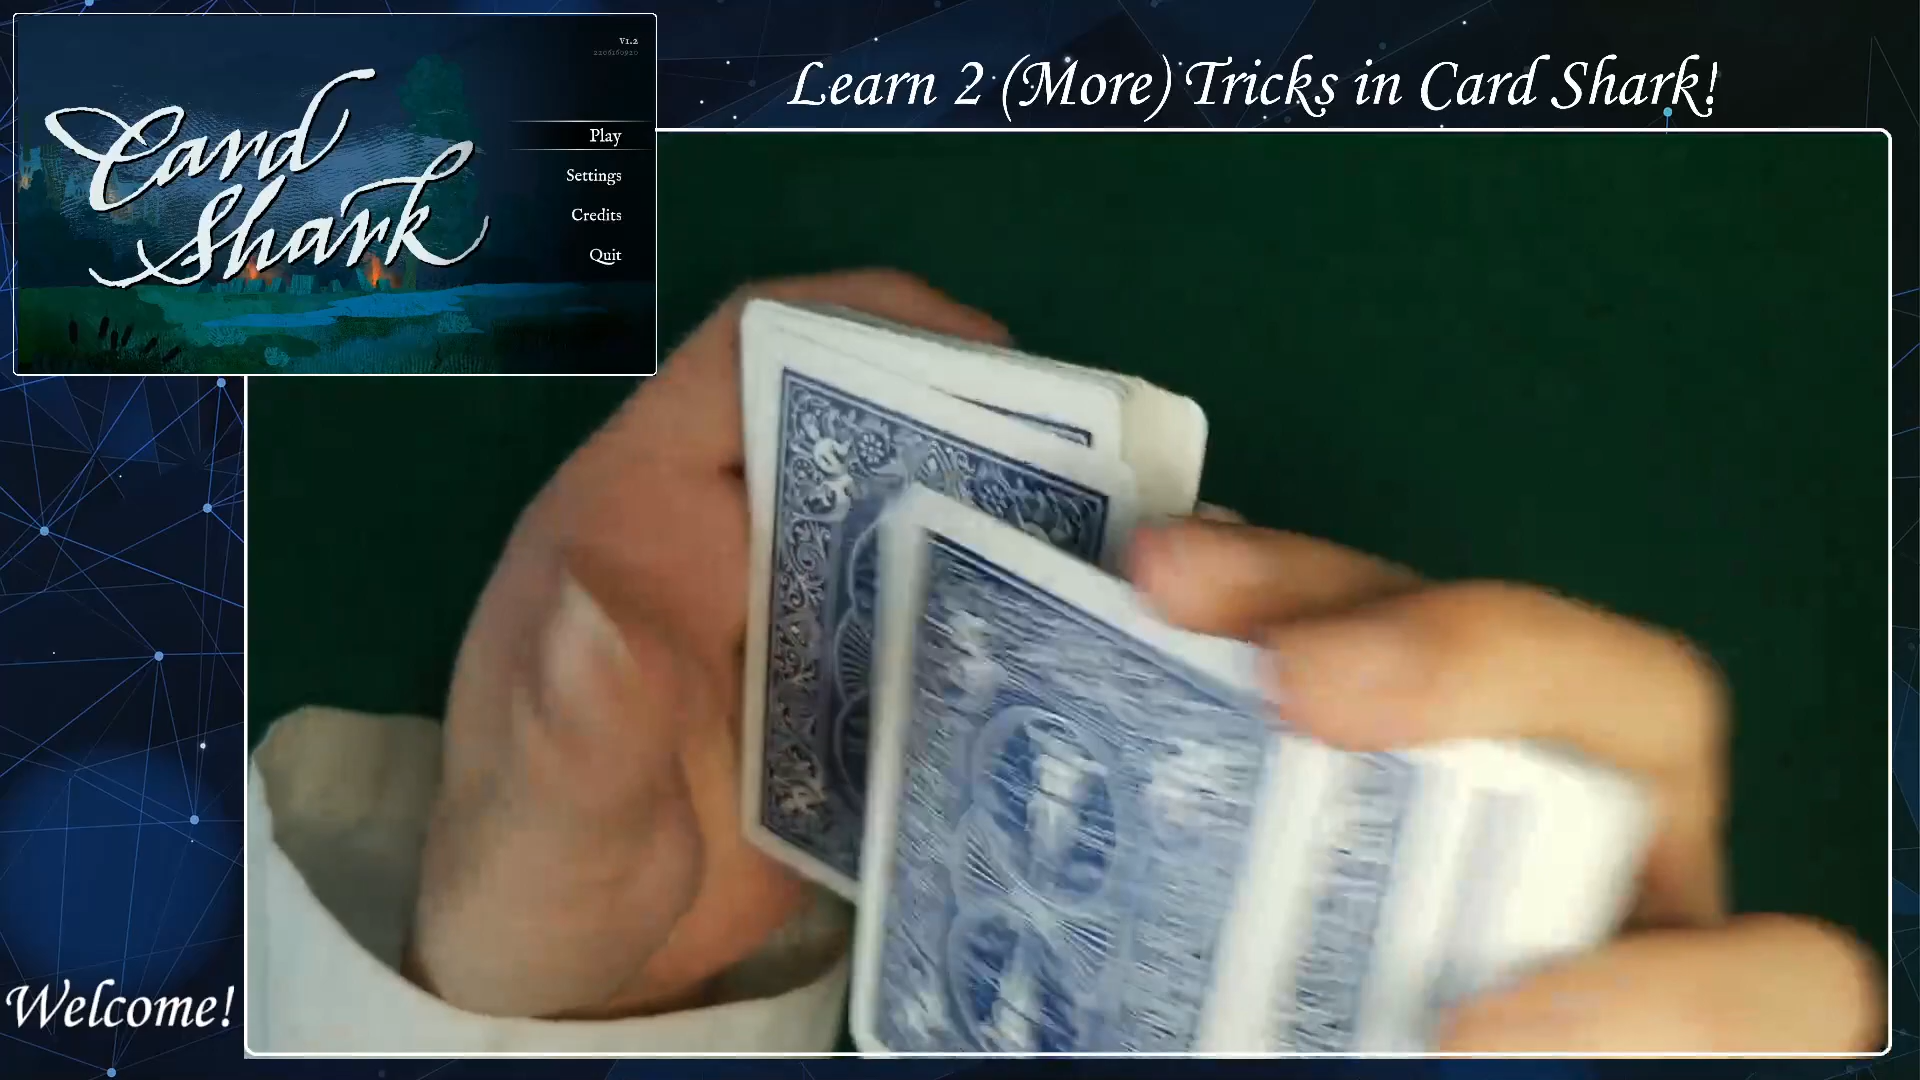 Card
Shark
V1.2
Play
Settings
Credits
Quit
Learn 2 (More) Tricks in Card Shark!
Welcome!